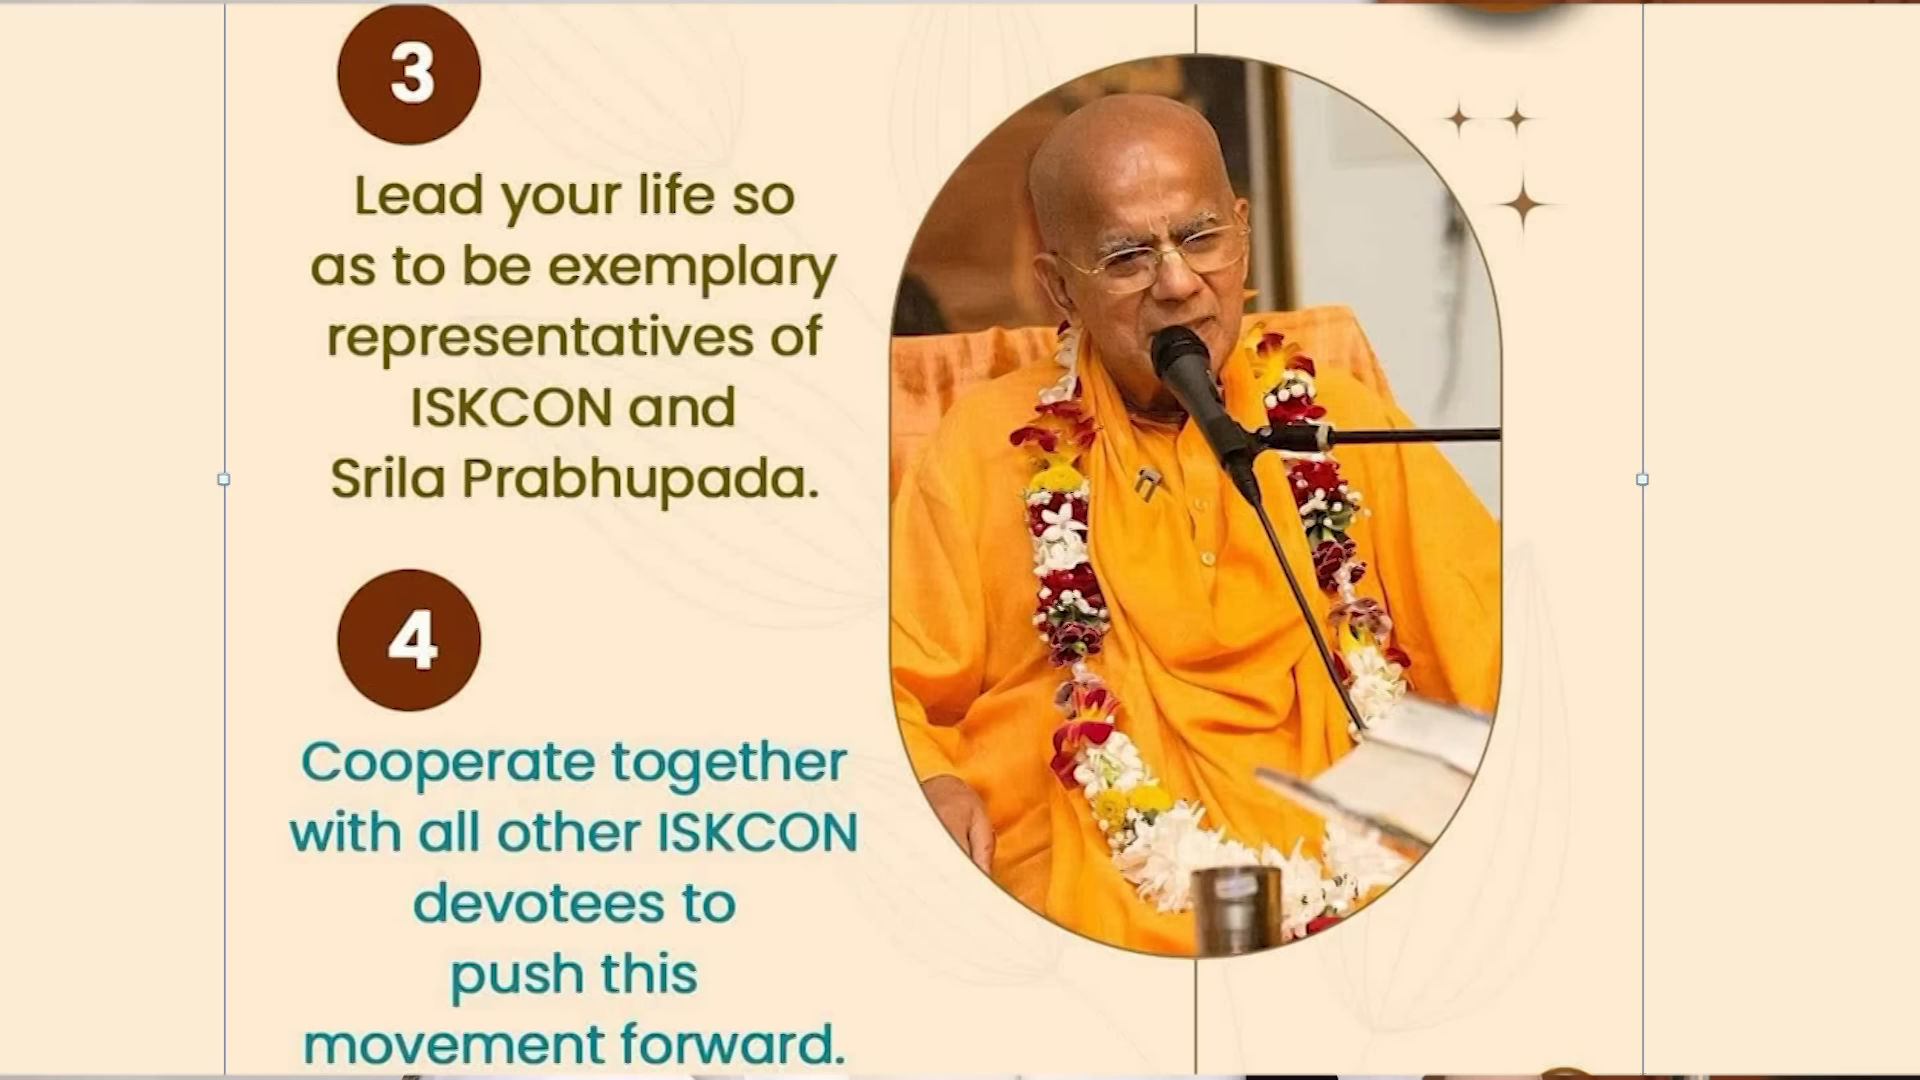 3
Lead your life so
as to be exemplary
representatives of
ISKCON and
Srila Prabhupada.
4
Cooperate together
with all other ISKCON
devotees to
push this
movement forward.